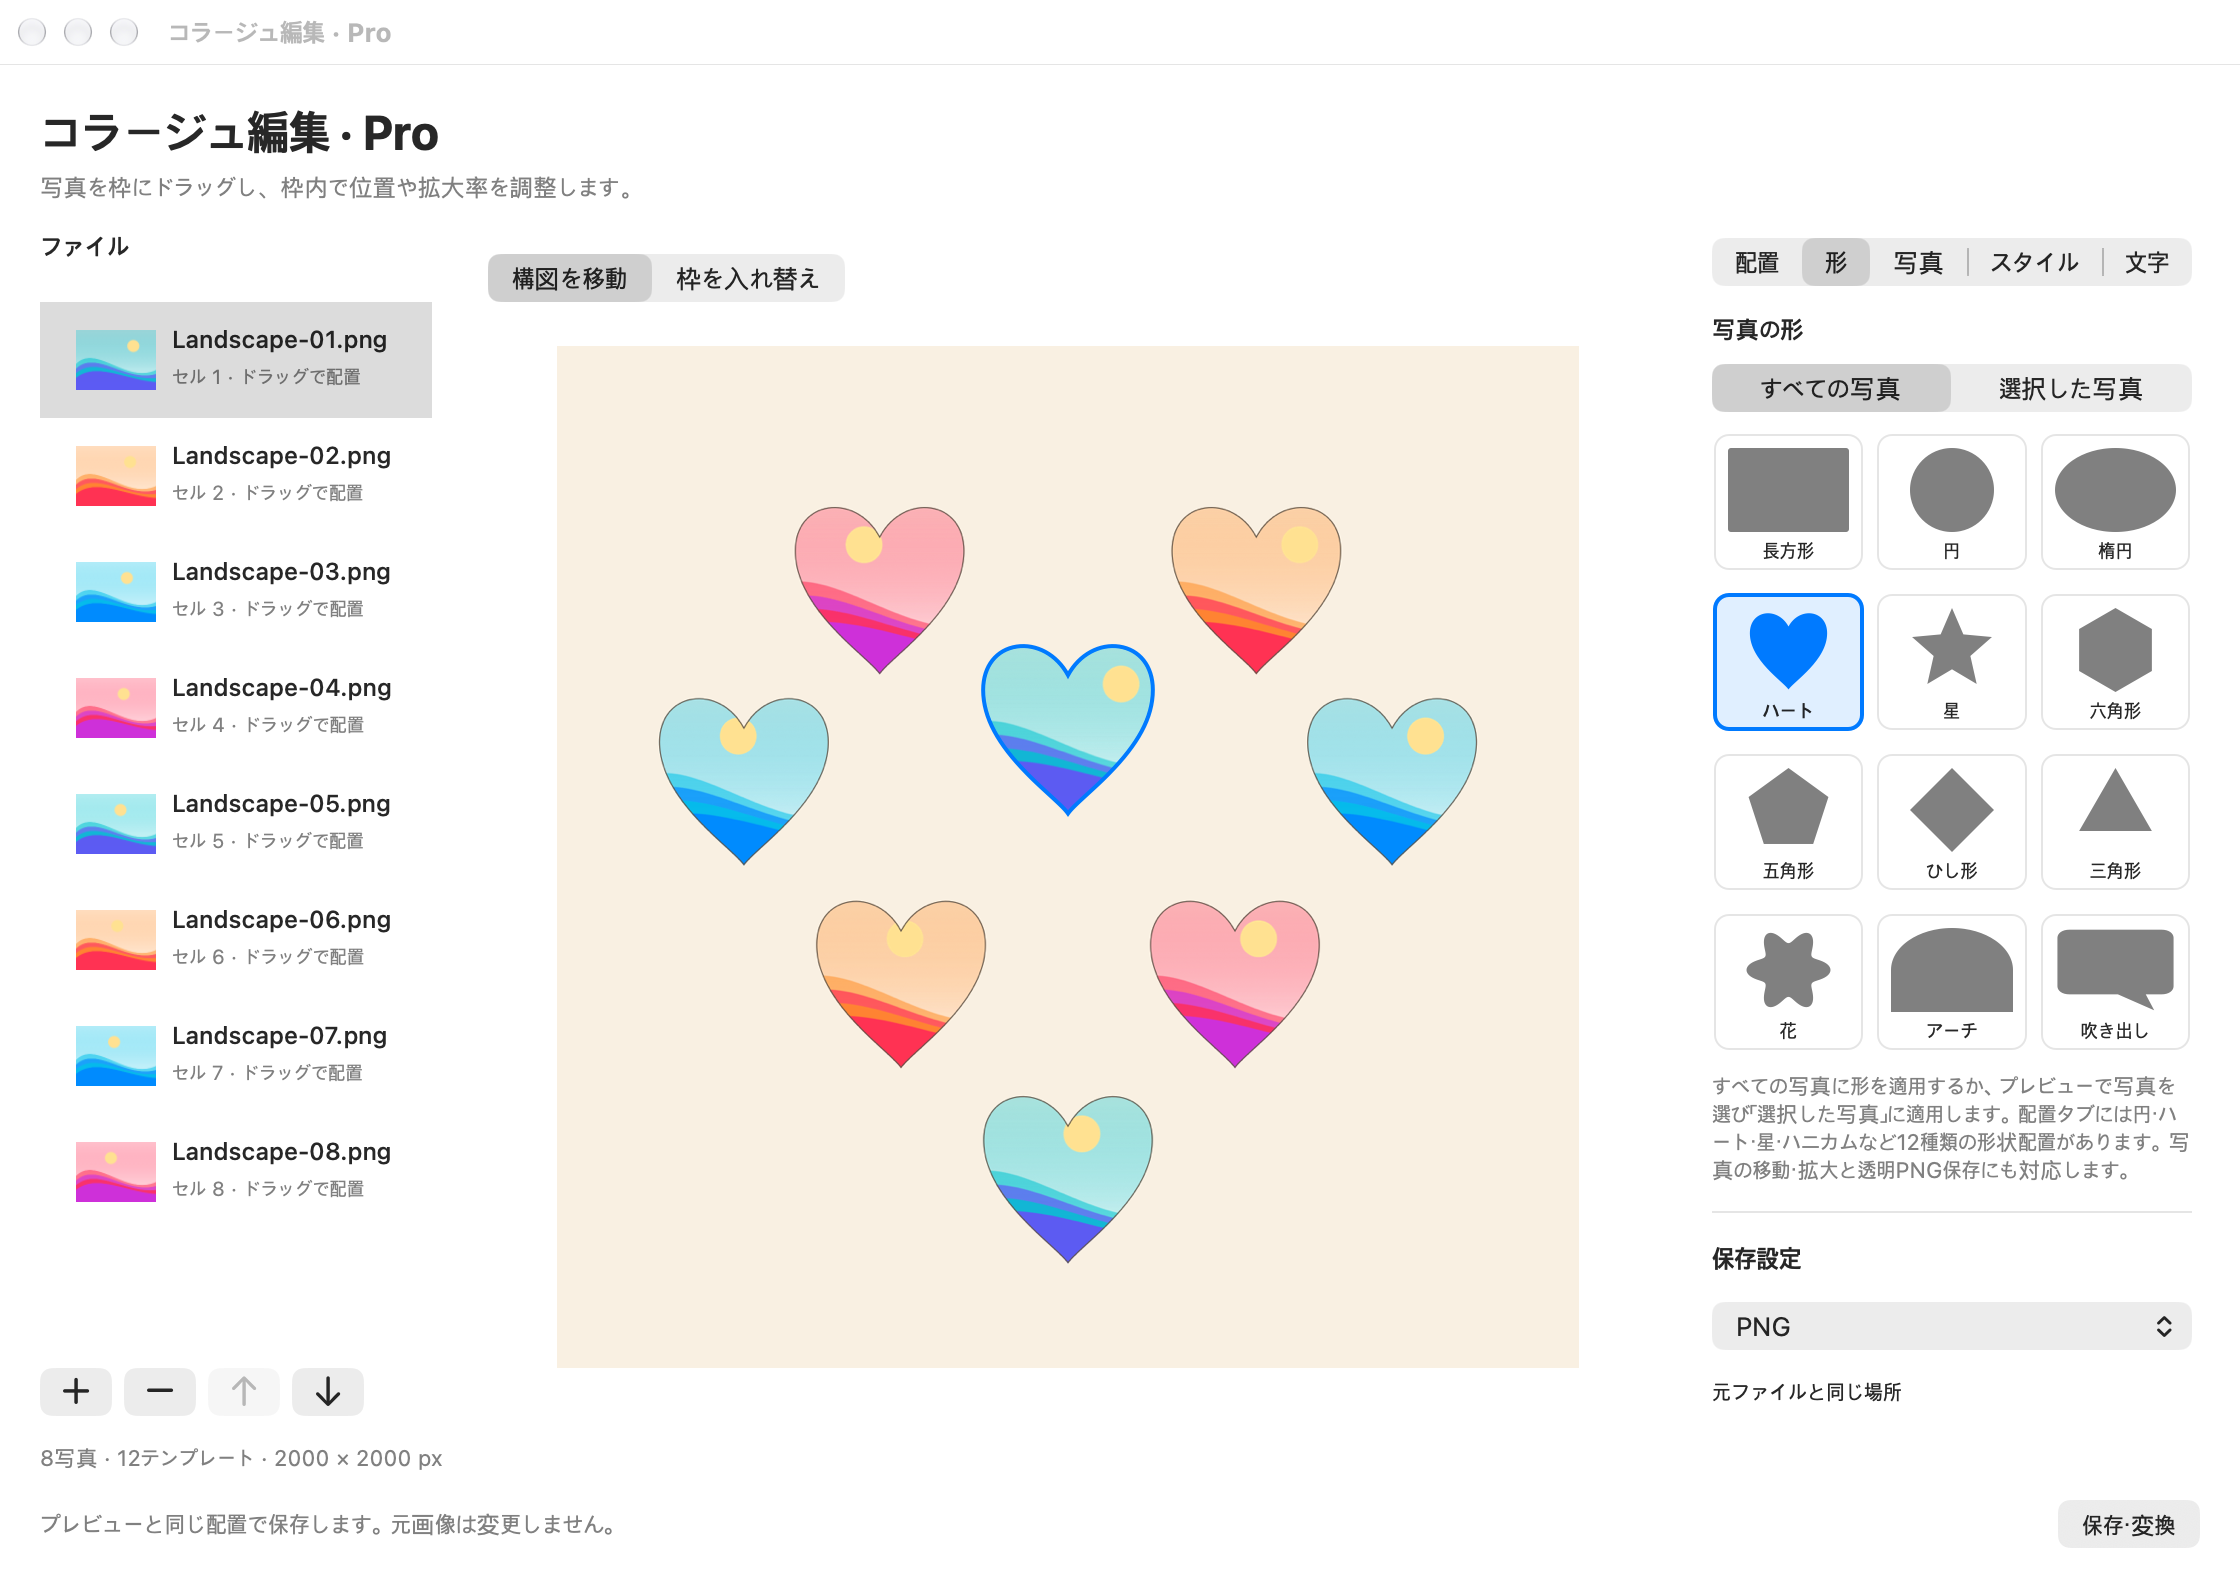 コラージュ編集 · Pro
コラージュ編集 · Pro
写真を枠にドラッグし、枠内で位置や拡大率を調整します。
ファイル
Landscape-01.png
セル 1 · ドラッグで配置
Landscape-02.png
セル 2 · ドラッグで配置
Landscape-03.png
セル 3 · ドラッグで配置
Landscape-04.png
セル 4 · ドラッグで配置
Landscape-05.png
セル 5 · ドラッグで配置
Landscape-06.png
セル 6 · ドラッグで配置
Landscape-07.png
セル 7 · ドラッグで配置
Landscape-08.png
セル 8 · ドラッグで配置
8写真 · 12テンプレート · 2000 × 2000 px
プレビューと同じ配置で保存します。元画像は変更しません。
構図を移動 枠を入れ替え
配置 形 写真 スタイル 文字
写真の形
すべての写真 選択した写真
長方形 円 楕円
ハート 星 六角形
五角形 ひし形 三角形
花 アーチ 吹き出し
すべての写真に形を適用するか、プレビューで写真を
選び「選択した写真」に適用します。配置タブには円·ハ
ート·星·ハニカムなど12種類の形状配置があります。写
真の移動·拡大と透明PNG保存にも対応します。
保存設定
PNG
元ファイルと同じ場所
保存·変換